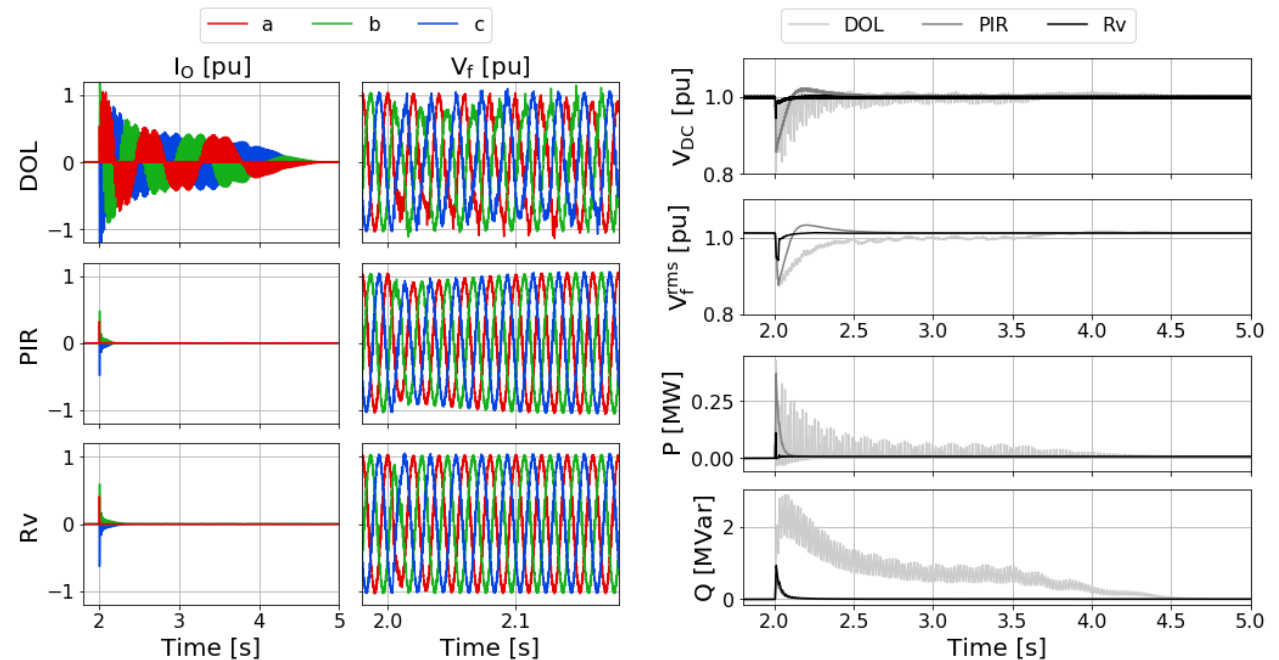 a b c
I_O [pu]
V_f [pu]
DOL
1
0
−1
PIR
1
0
−1
Rv
1
0
−1
2 3 4 5
Time [s]
2.0 2.1
Time [s]
DOL PIR Rv
V_DC [pu]
1.0
0.8
V_f^rms [pu]
1.0
0.8
2.0 2.5 3.0 3.5 4.0 4.5 5.0
P [MW]
0.25
0.00
Q [MVar]
2
0
2.0 2.5 3.0 3.5 4.0 4.5 5.0
Time [s]